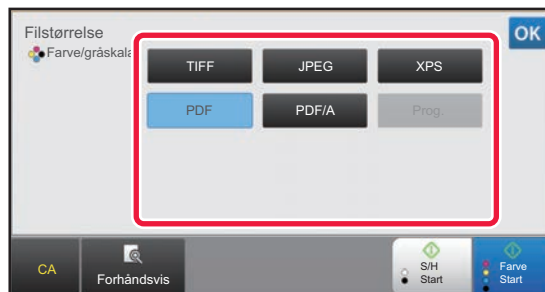 Filstørrelse
OK
Farve/gråskala
TIFF
JPEG
XPS
PDF
PDF/A
Prog.
CA
Forhåndsvis
S/H
Start
Farve
Start